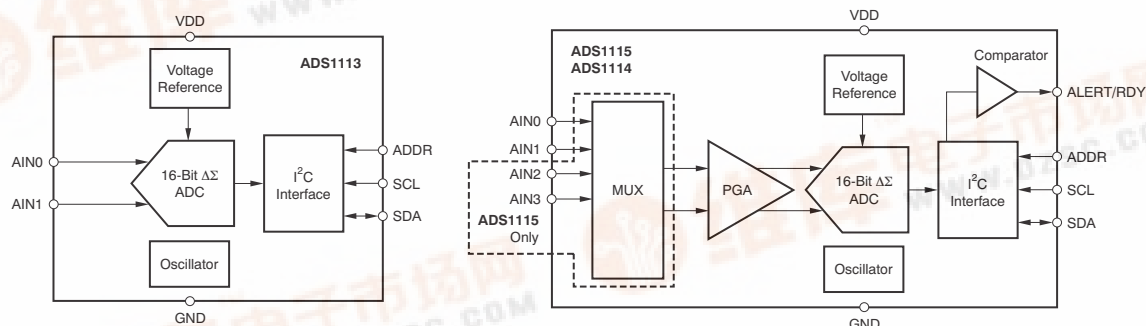 VDD
ADS1113
Voltage
Reference
AIN0
AIN1
16-Bit ΔΣ
ADC
I²C
Interface
ADDR
SCL
SDA
Oscillator
GND
VDD
ADS1115
ADS1114
Comparator
Voltage
Reference
ALERT/RDY
AIN0
AIN1
AIN2
AIN3
MUX
PGA
16-Bit ΔΣ
ADC
I²C
Interface
ADDR
SCL
SDA
ADS1115
Only
Oscillator
GND